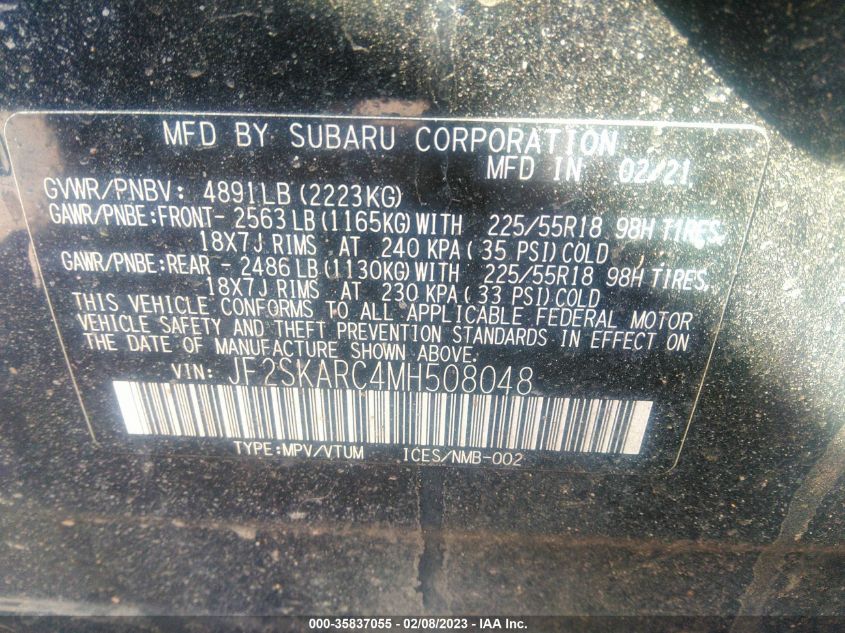 MFD BY SUBARU CORPORATION
MFD IN 02/21
GVWR/PNBV: 4891LB (2223KG)
GAWR/PNBE:FRONT- 2563 LB (1165KG) WITH 225/55R18 98H TIRES,
18X7J RIMS AT 240 KPA ( 35 PSI) COLD
GAWR/PNBE:REAR - 2486 LB (1130KG) WITH 225/55R18 98H TIRES,
18X7J RIMS AT 230 KPA ( 33 PSI) COLD
THIS VEHICLE CONFORMS TO ALL APPLICABLE FEDERAL MOTOR
VEHICLE SAFETY AND THEFT PREVENTION STANDARDS IN EFFECT ON
THE DATE OF MANUFACTURE SHOWN ABOVE.
VIN: JF2SKARC4MH508048
TYPE:MPV/VTUM ICES/NMB-002
000-35837055 - 02/08/2023 - IAA Inc.